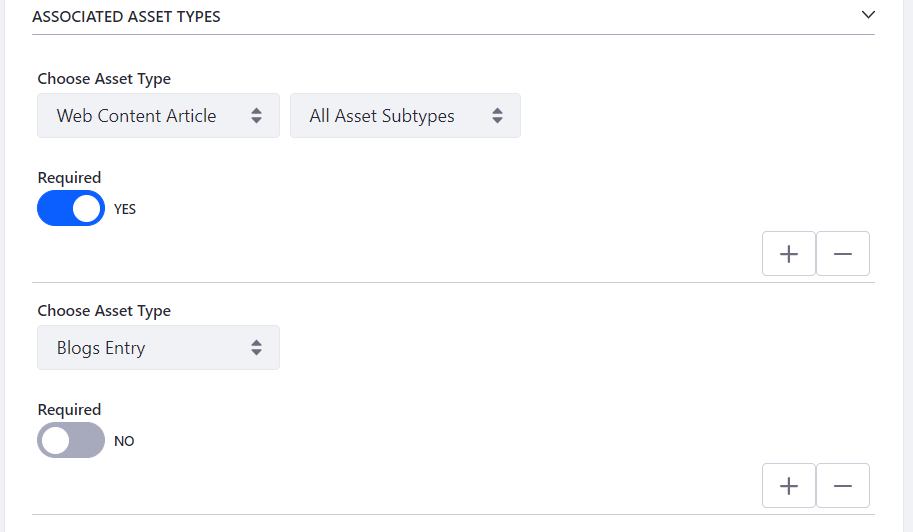 ASSOCIATED ASSET TYPES
Choose Asset Type
Web Content Article All Asset Subtypes
Required
YES
Choose Asset Type
Blogs Entry
Required
NO